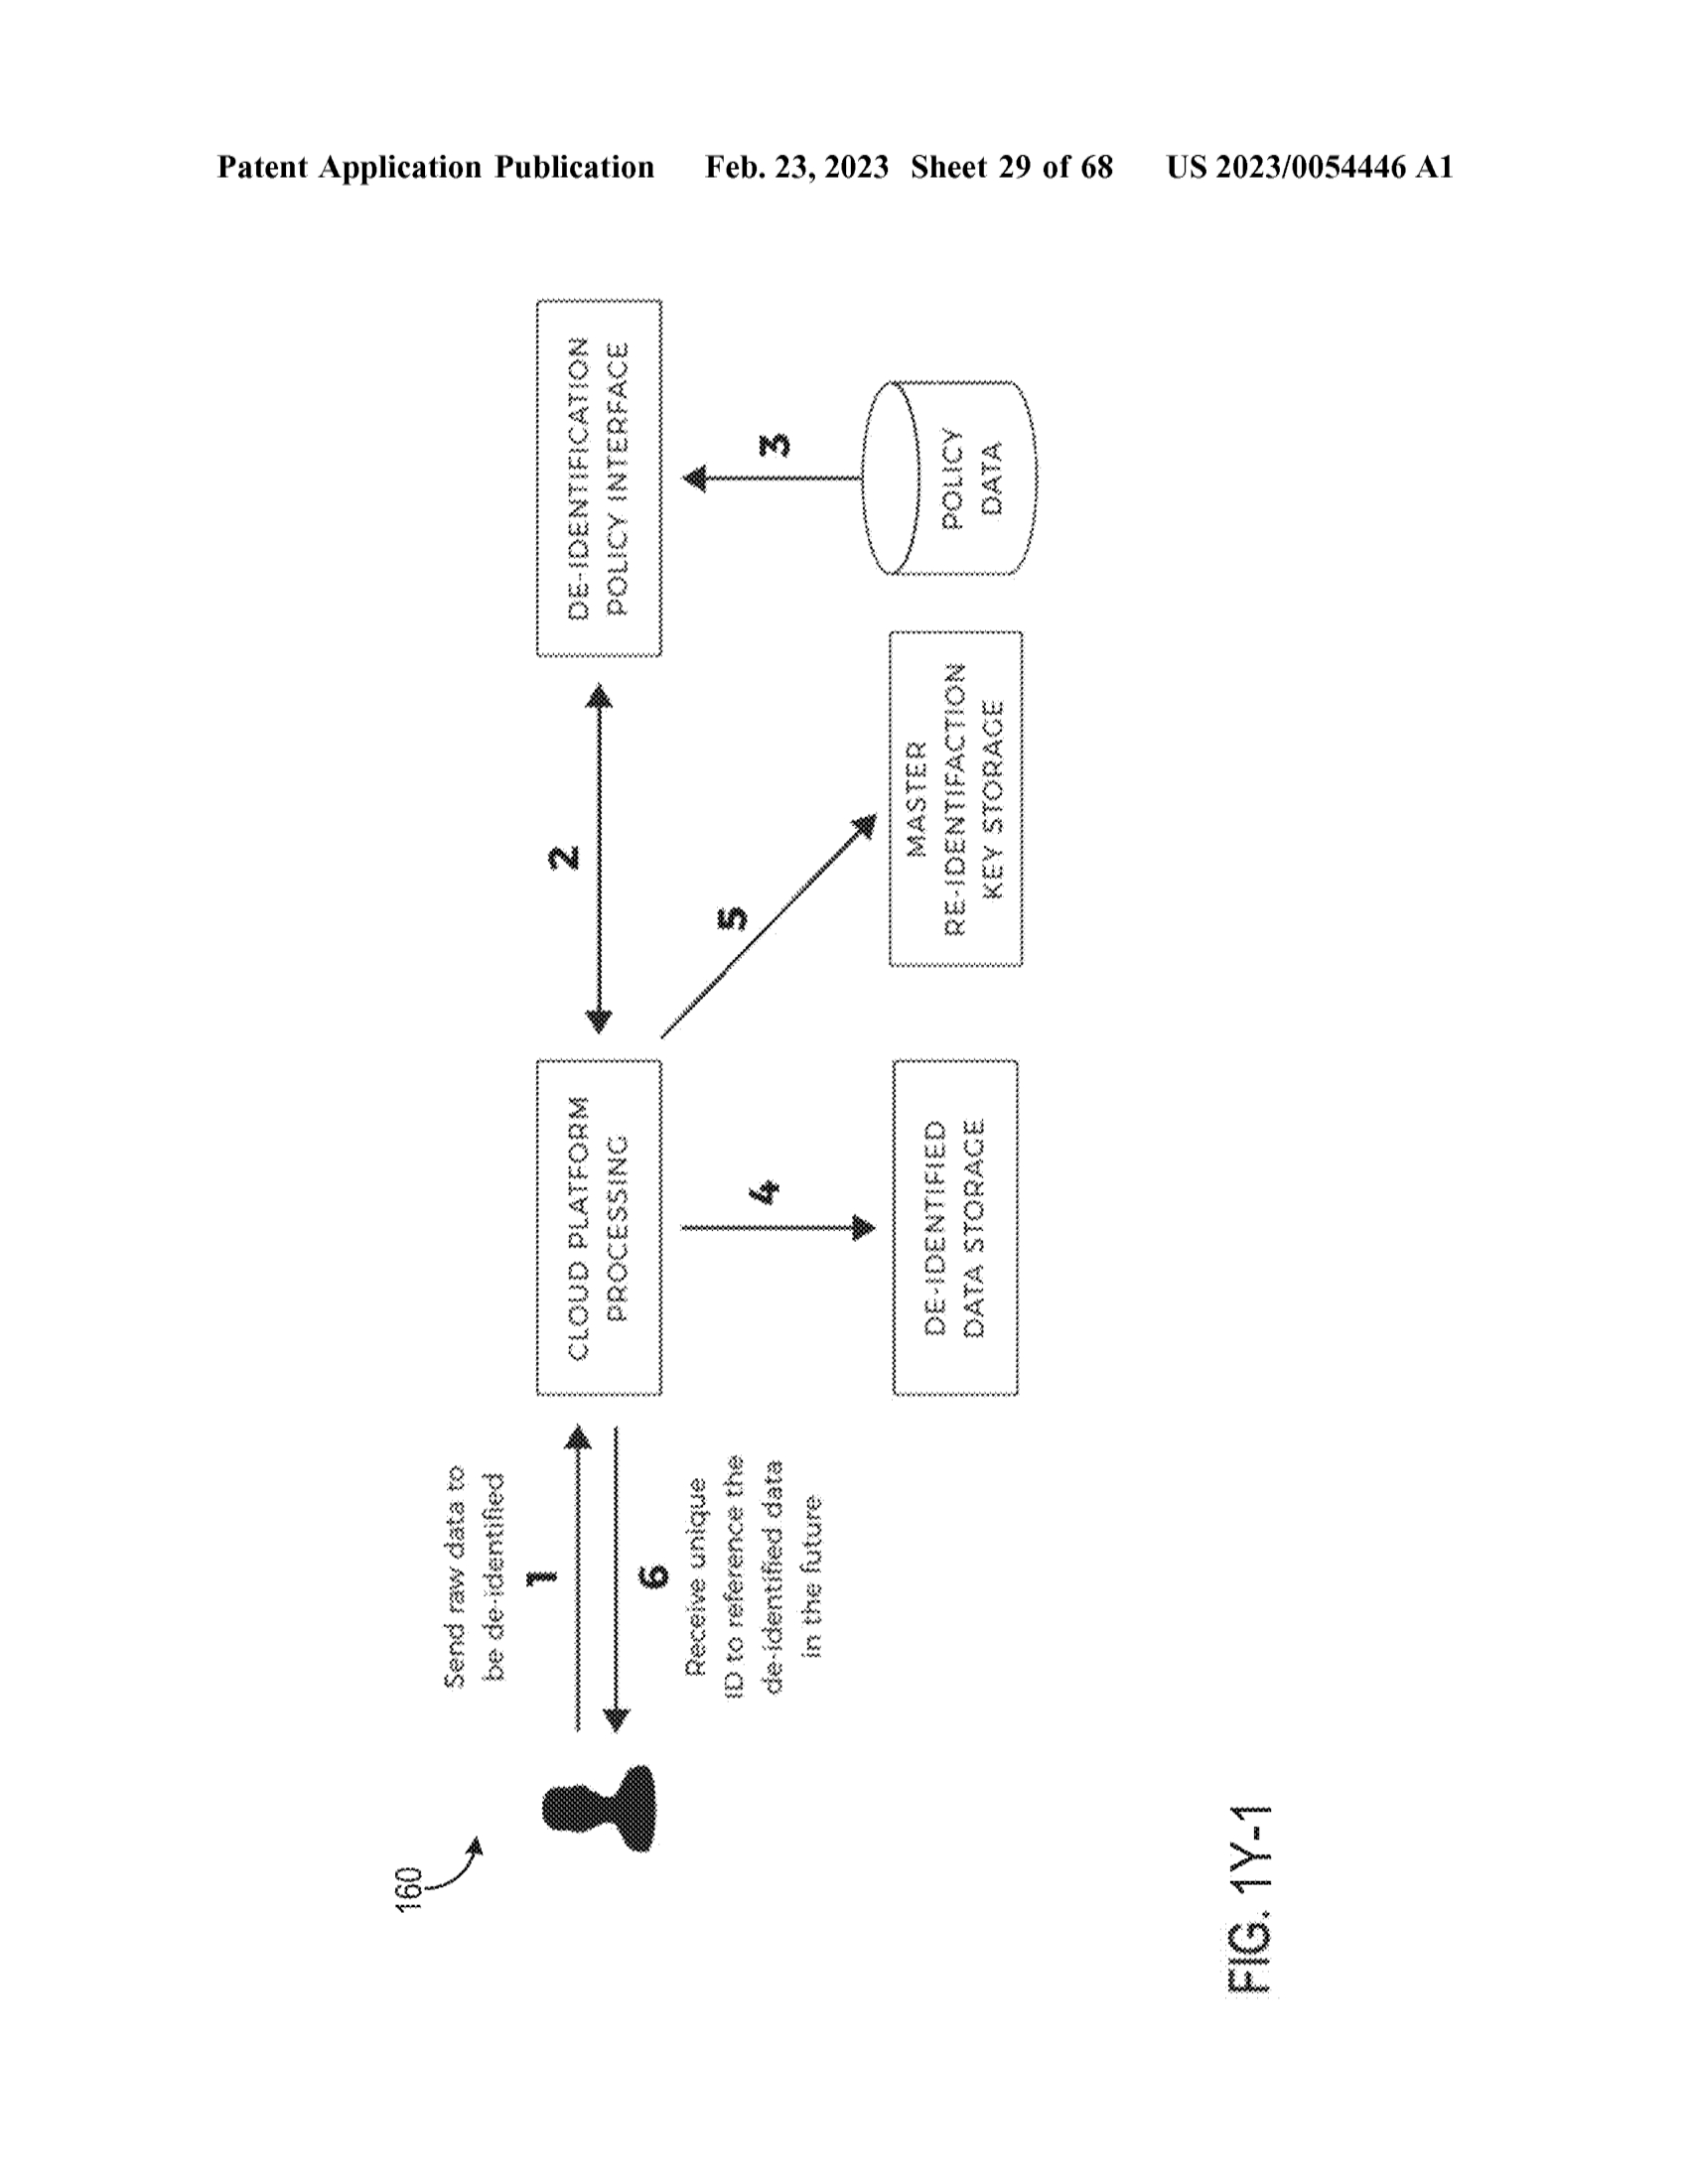 Patent Application Publication Feb. 23, 2023 Sheet 29 of 68 US 2023/0054446 A1
160
Send raw data to
be de-identified
1
6
Receive unique
ID to reference the
de-identified data
in the future
CLOUD PLATFORM
PROCESSING
2
DE-IDENTIFICATION
POLICY INTERFACE
4
5
3
DE-IDENTIFIED
DATA STORAGE
MASTER
RE-IDENTIFACTION
KEY STORAGE
POLICY
DATA
FIG. 1Y-1